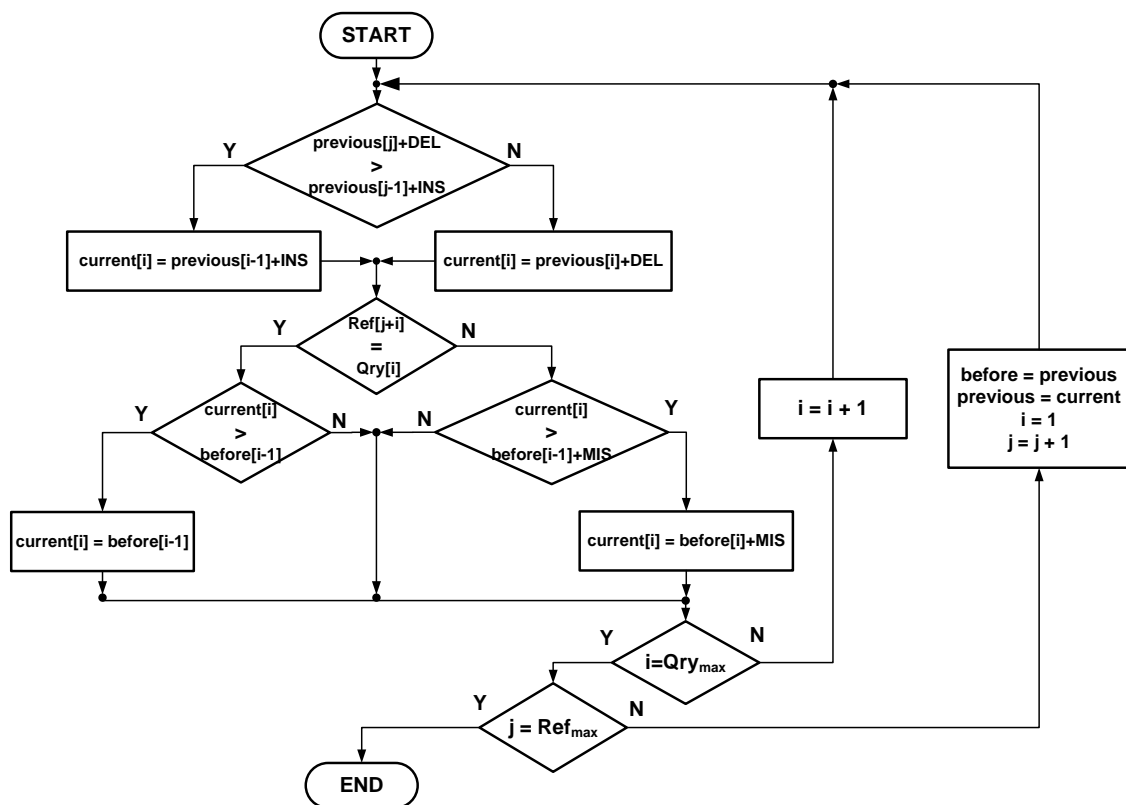 START
previous[j]+DEL
>
previous[j-1]+INS
Y
N
current[i] = previous[i-1]+INS
current[i] = previous[i]+DEL
Ref[j+i]
=
Qry[i]
Y
N
current[i]
>
before[i-1]
Y
N
current[i]
>
before[i-1]+MIS
N
Y
i = i + 1
before = previous
previous = current
i = 1
j = j + 1
current[i] = before[i-1]
current[i] = before[i]+MIS
Y
N
i=Qrymax
Y
N
j = Refmax
END